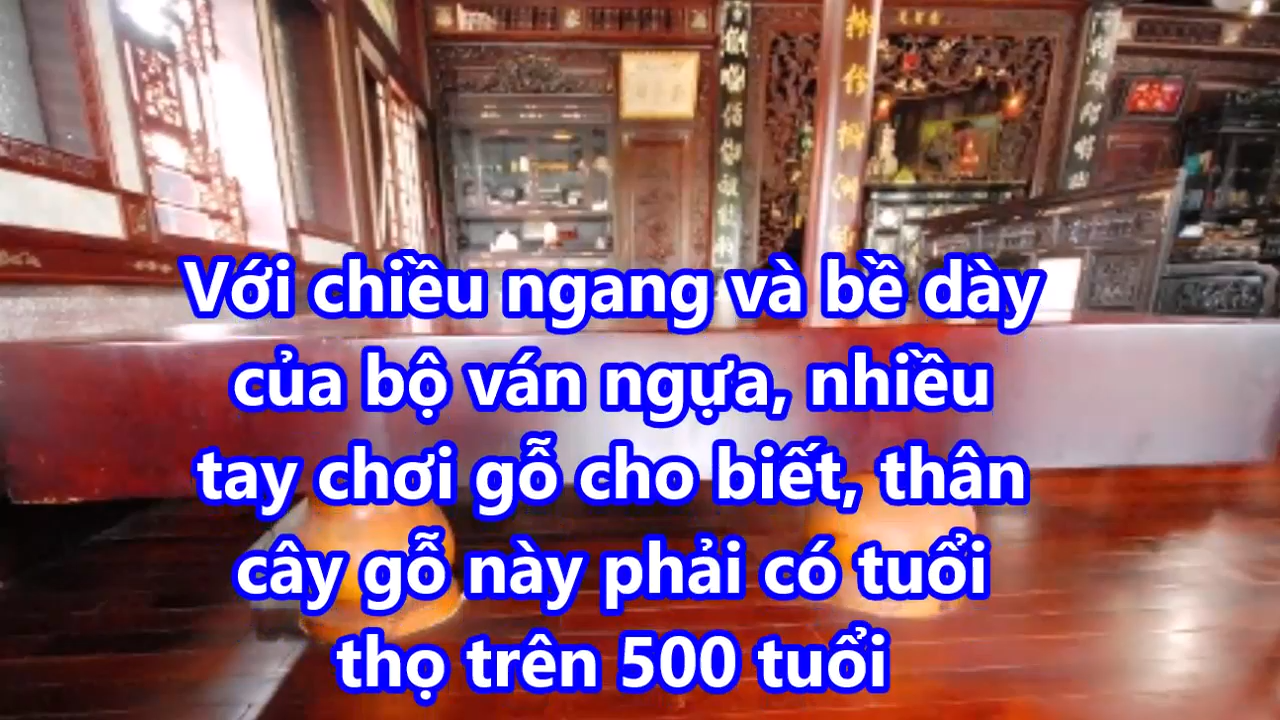 Với chiều ngang và bề dày
của bộ ván ngựa, nhiều
tay chơi gỗ cho biết, thân
cây gỗ này phải có tuổi
thọ trên 500 tuổi